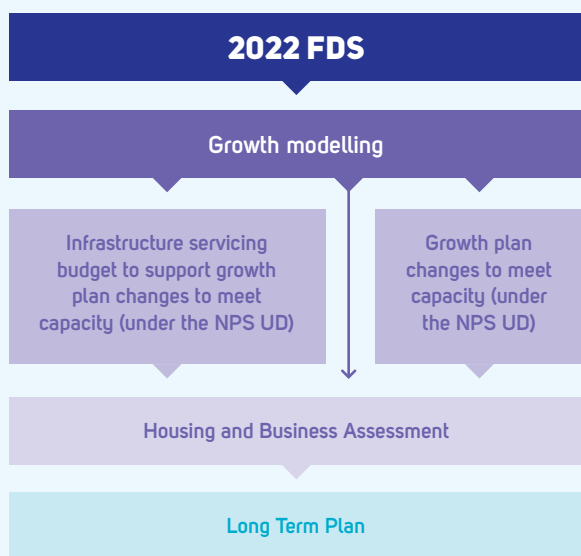 2022 FDS
Growth modelling
Infrastructure servicing
budget to support growth
plan changes to meet
capacity (under the NPS UD)
Growth plan
changes to meet
capacity (under
the NPS UD)
Housing and Business Assessment
Long Term Plan